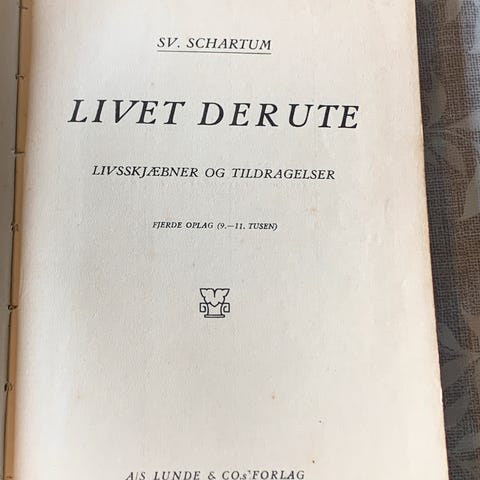 SV. SCHARTUM
LIVET DERUTE
LIVSSKJÆBNER OG TILDRAGELSER
FJERDE OPLAG (9.—11. TUSEN)
A/S LUNDE & CO.s' FORLAG